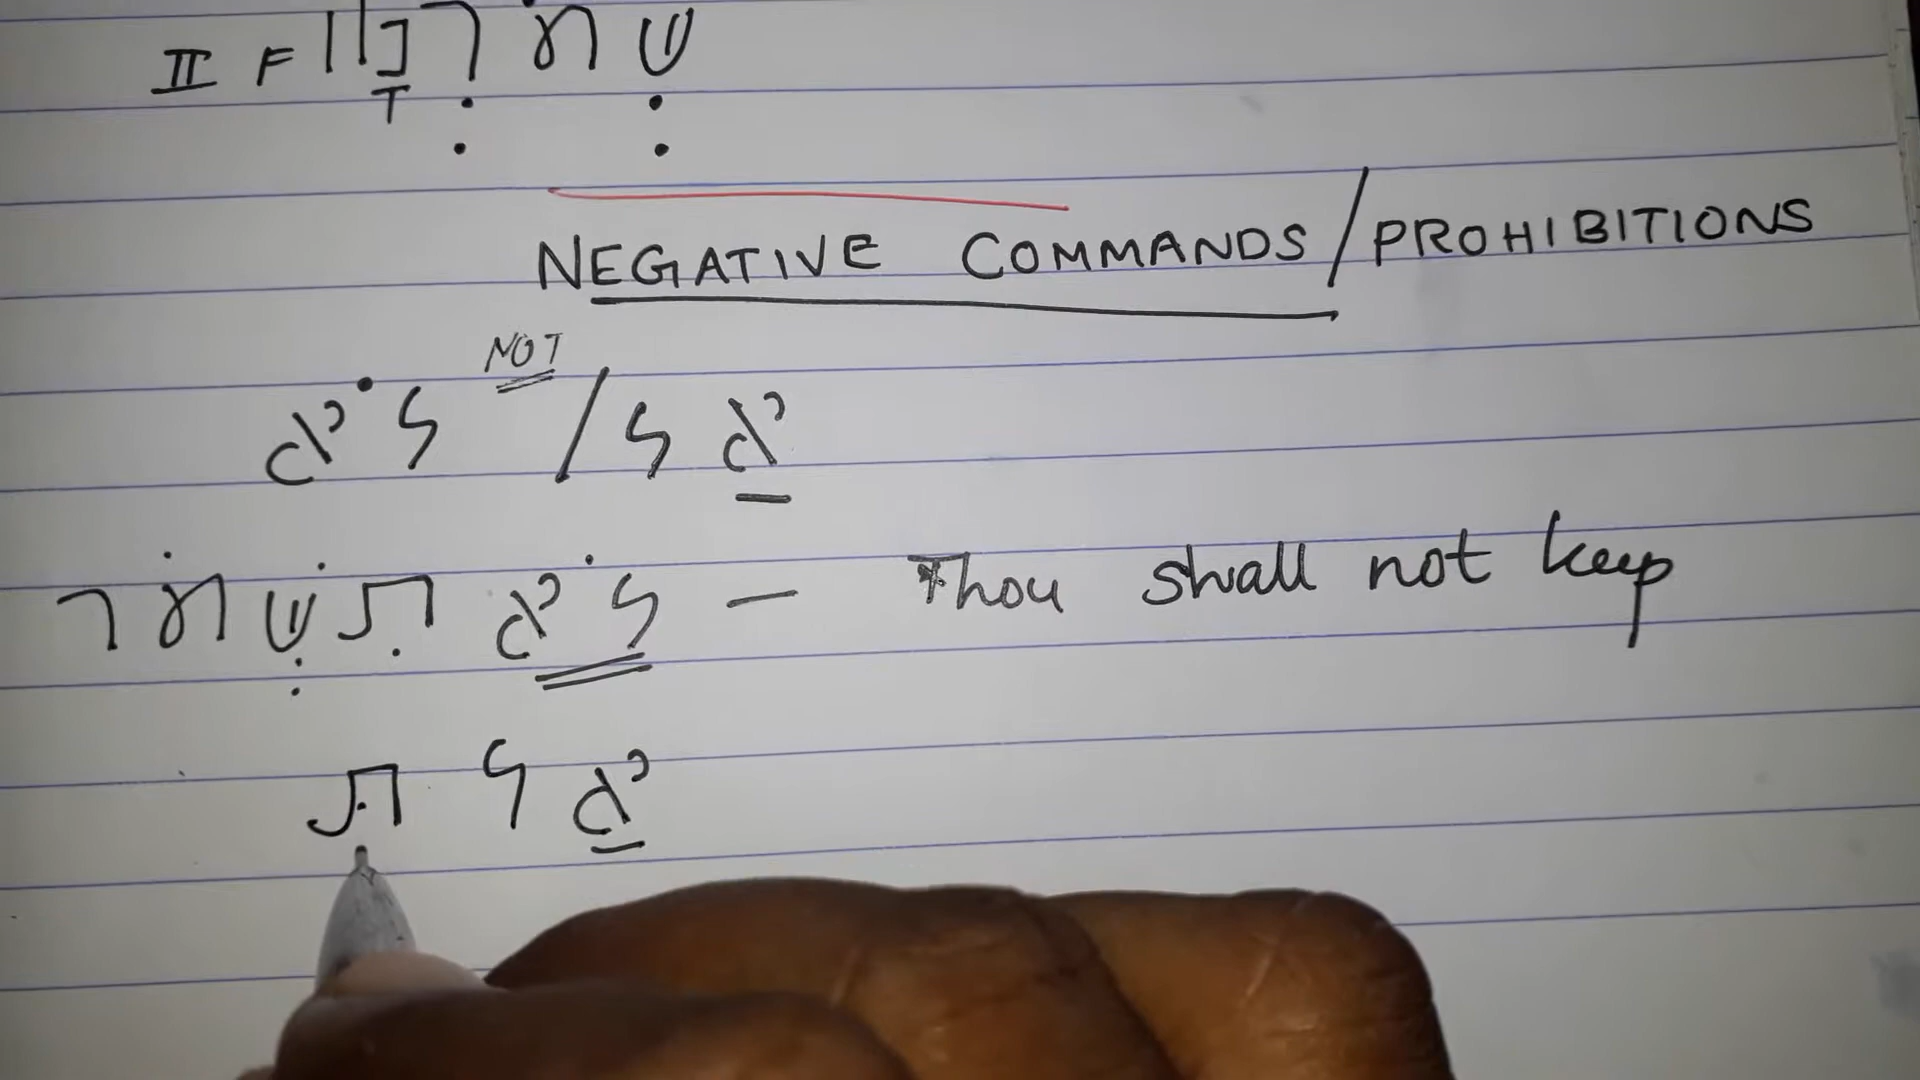 II F שְמֹרְנָה
NEGATIVE COMMANDS/PROHIBITIONS
NOT
אַל / לֹא
לֹא תִשְׁמֹר — Thou shall not keep
אַל תּ